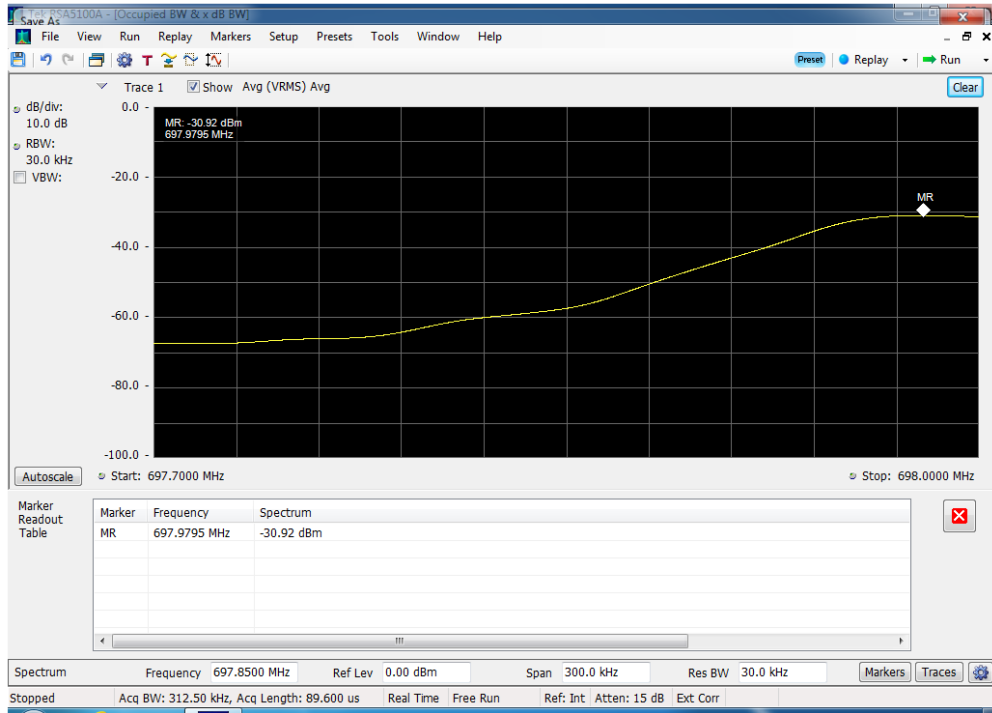 Tek RSA5100A - [Occupied BW & x dB BW]
Save As
File View Run Replay Markers Setup Presets Tools Window Help
T Preset Replay Run
Trace 1 Show Avg (VRMS) Avg Clear
dB/div:
10.0 dB
RBW:
30.0 kHz
VBW:
0.0
-20.0
-40.0
-60.0
-80.0
-100.0
MR: -30.92 dBm
697.9795 MHz
MR
Autoscale Start: 697.7000 MHz Stop: 698.0000 MHz
Marker
Readout
Table
Marker Frequency Spectrum
MR 697.9795 MHz -30.92 dBm
Spectrum Frequency 697.8500 MHz Ref Lev 0.00 dBm Span 300.0 kHz Res BW 30.0 kHz Markers Traces
Stopped Acq BW: 312.50 kHz, Acq Length: 89.600 us Real Time Free Run Ref: Int Atten: 15 dB Ext Corr